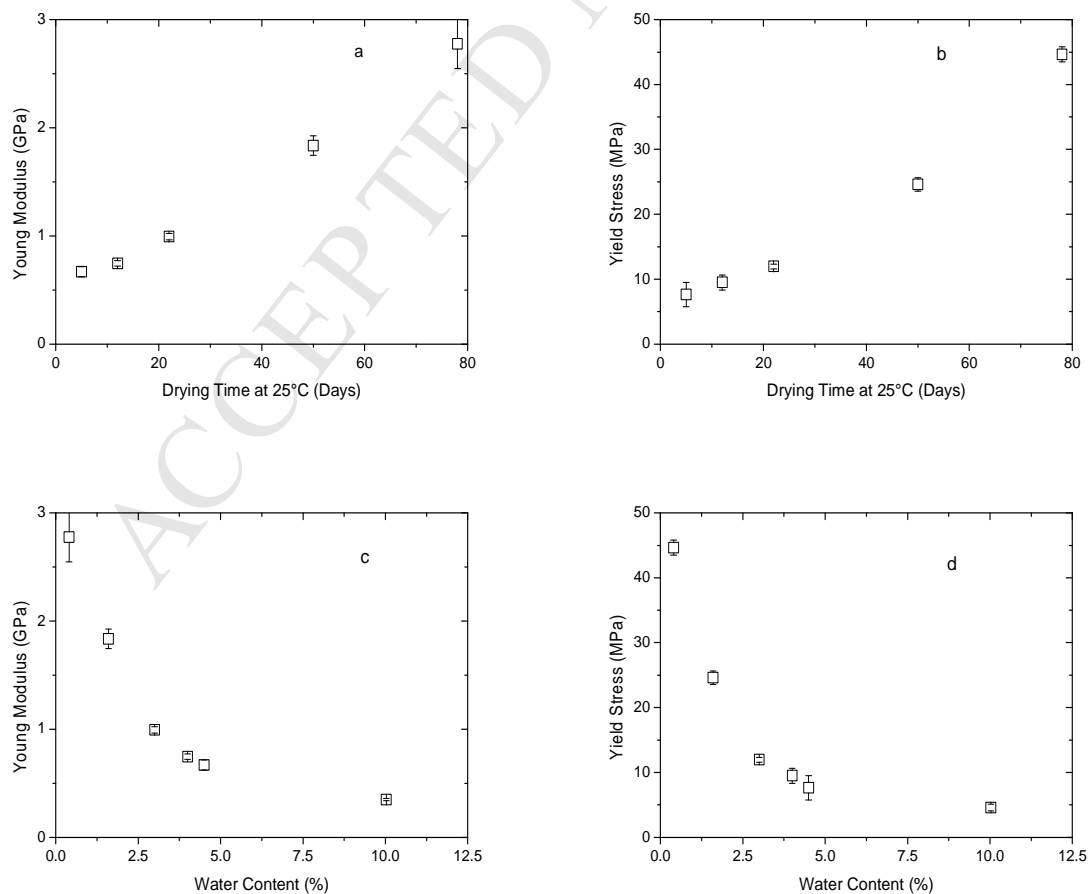 ACCEPTED
a
Young Modulus (GPa)
3
2
1
0
0 20 40 60 80
Drying Time at 25°C (Days)
b
Yield Stress (MPa)
50
40
30
20
10
0
0 20 40 60 80
Drying Time at 25°C (Days)
c
Young Modulus (GPa)
3
2
1
0
0.0 2.5 5.0 7.5 10.0 12.5
Water Content (%)
d
Yield Stress (MPa)
50
40
30
20
10
0
0.0 2.5 5.0 7.5 10.0 12.5
Water Content (%)